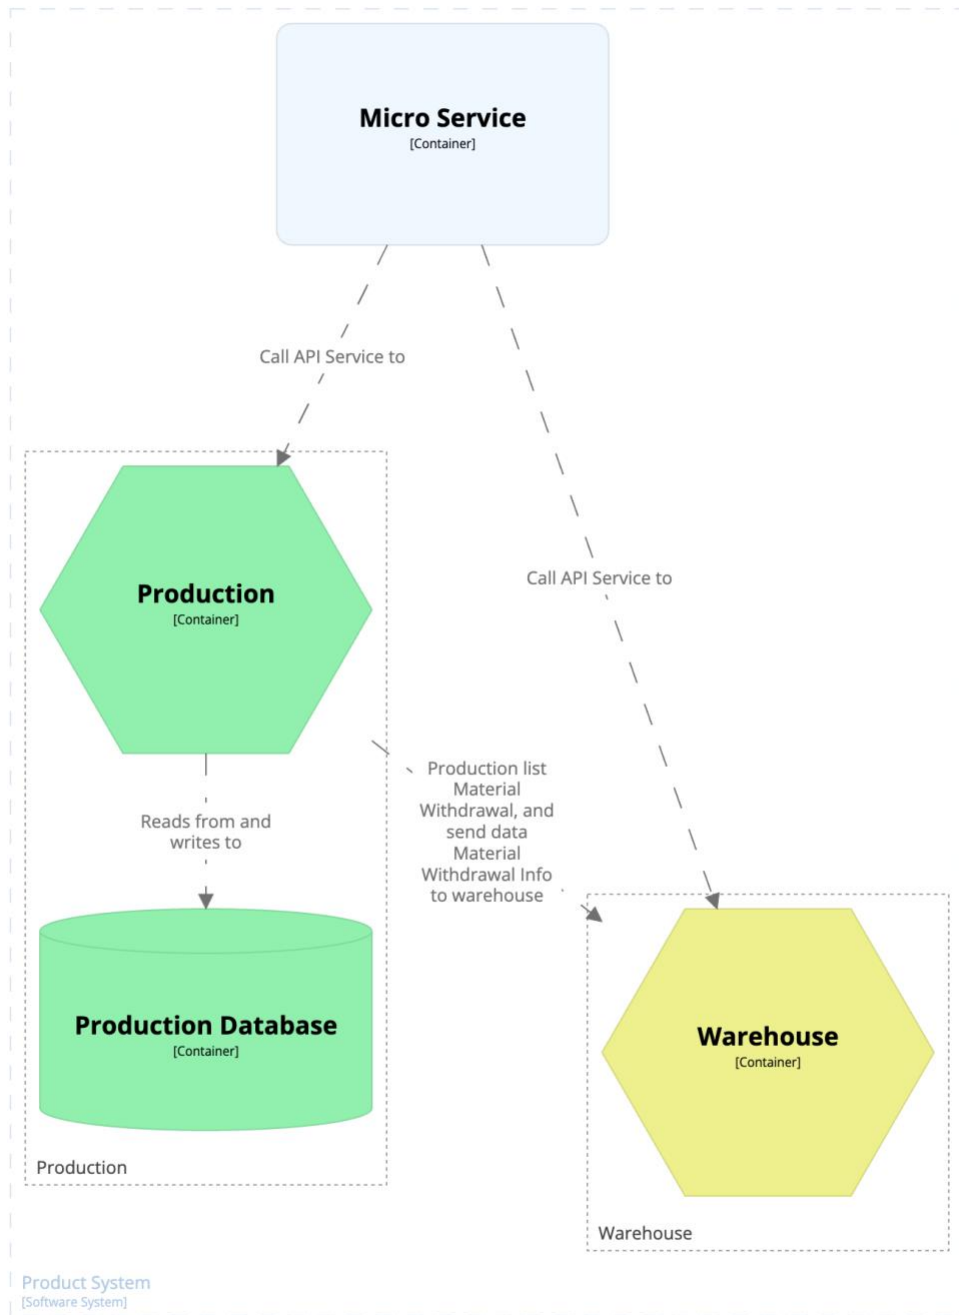 Micro Service
[Container]
Call API Service to
Production
[Container]
Call API Service to
Reads from and
writes to
Production list
Material
Withdrawal, and
send data
Material
Withdrawal Info
to warehouse
Production Database
[Container]
Warehouse
[Container]
Production
Warehouse
Product System
[Software System]